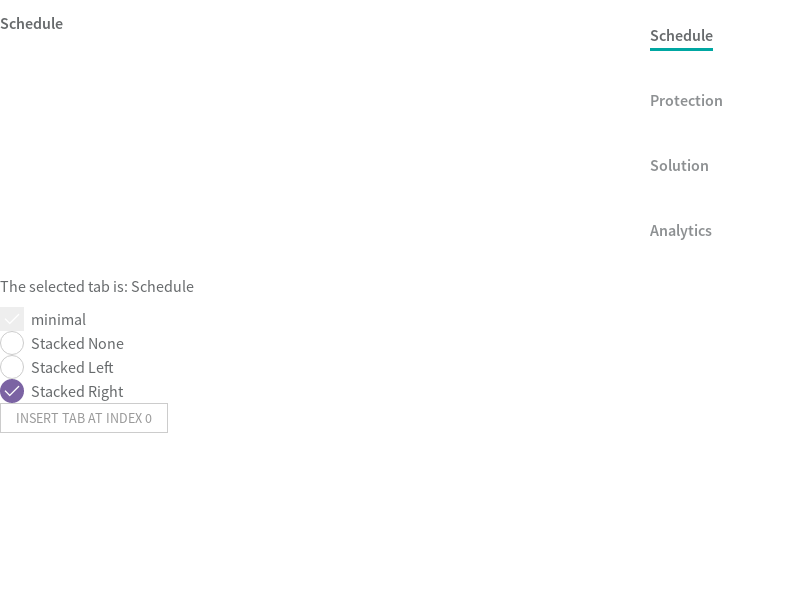 Schedule
Schedule
Protection
Solution
Analytics
The selected tab is: Schedule
minimal
Stacked None
Stacked Left
Stacked Right
INSERT TAB AT INDEX 0